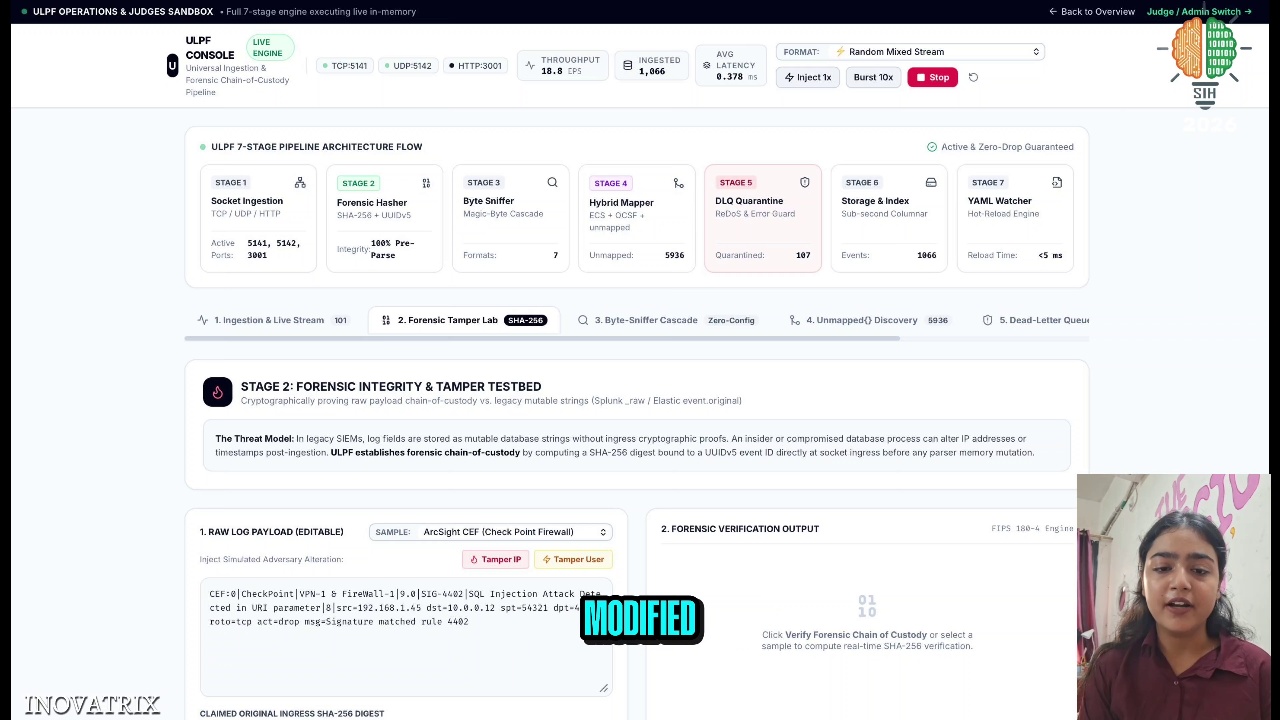 ULPF OPERATIONS & JUDGES SANDBOX • Full 7-stage engine executing live in-memory
← Back to Overview Judge / Admin Switch →
U
ULPF CONSOLE
LIVE ENGINE
Universal Ingestion & Forensic Chain-of-Custody Pipeline
TCP:5141 UDP:5142 HTTP:3001
THROUGHPUT
18.8 EPS
INGESTED
1,066
AVG LATENCY
0.378 ms
FORMAT: ⚡ Random Mixed Stream
Inject 1x Burst 10x Stop
SIH
2026
ULPF 7-STAGE PIPELINE ARCHITECTURE FLOW
Active & Zero-Drop Guaranteed
STAGE 1
Socket Ingestion
TCP / UDP / HTTP
Active Ports: 5141, 5142, 3001
STAGE 2
Forensic Hasher
SHA-256 + UUIDv5
Integrity: 100% Pre-Parse
STAGE 3
Byte Sniffer
Magic-Byte Cascade
Formats: 7
STAGE 4
Hybrid Mapper
ECS + OCSF + unmapped
Unmapped: 5936
STAGE 5
DLQ Quarantine
ReDoS & Error Guard
Quarantined: 107
STAGE 6
Storage & Index
Sub-second Columnar
Events: 1066
STAGE 7
YAML Watcher
Hot-Reload Engine
Reload Time: <5 ms
1. Ingestion & Live Stream 101
2. Forensic Tamper Lab SHA-256
3. Byte-Sniffer Cascade Zero-Config
4. Unmapped{} Discovery 5936
5. Dead-Letter Queue
STAGE 2: FORENSIC INTEGRITY & TAMPER TESTBED
Cryptographically proving raw payload chain-of-custody vs. legacy mutable strings (Splunk _raw / Elastic event.original)
The Threat Model: In legacy SIEMs, log fields are stored as mutable database strings without ingress cryptographic proofs. An insider or compromised database process can alter IP addresses or
timestamps post-ingestion. ULPF establishes forensic chain-of-custody by computing a SHA-256 digest bound to a UUIDv5 event ID directly at socket ingress before any parser memory mutation.
1. RAW LOG PAYLOAD (EDITABLE)
SAMPLE: ArcSight CEF (Check Point Firewall)
Inject Simulated Adversary Alteration:
Tamper IP Tamper User
CEF:0|CheckPoint|VPN-1 & FireWall-1|9.0|SIG-4402|SQL Injection Attack Dete
cted in URI parameter|8|src=192.168.1.45 dst=10.0.0.12 spt=54321 dpt=4
roto=tcp act=drop msg=Signature matched rule 4402
MODIFIED
CLAIMED ORIGINAL INGRESS SHA-256 DIGEST
2. FORENSIC VERIFICATION OUTPUT
FIPS 180-4 Engine
01
10
Click Verify Forensic Chain of Custody or select a
sample to compute real-time SHA-256 verification.
INOVATRIX